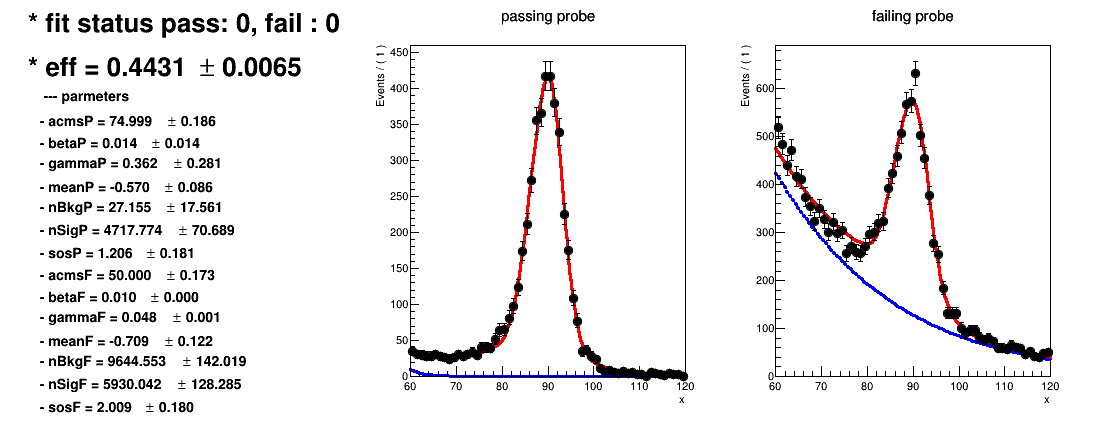 * fit status pass: 0, fail : 0
* eff = 0.4431 ± 0.0065
--- parmeters
- acmsP = 74.999 ± 0.186
- betaP = 0.014 ± 0.014
- gammaP = 0.362 ± 0.281
- meanP = -0.570 ± 0.086
- nBkgP = 27.155 ± 17.561
- nSigP = 4717.774 ± 70.689
- sosP = 1.206 ± 0.181
- acmsF = 50.000 ± 0.173
- betaF = 0.010 ± 0.000
- gammaF = 0.048 ± 0.001
- meanF = -0.709 ± 0.122
- nBkgF = 9644.553 ± 142.019
- nSigF = 5930.042 ± 128.285
- sosF = 2.009 ± 0.180
passing probe
Events / ( 1 )
450
400
350
300
250
200
150
100
50
0
60 70 80 90 100 110 120
x
failing probe
Events / ( 1 )
600
500
400
300
200
100
0
60 70 80 90 100 110 120
x